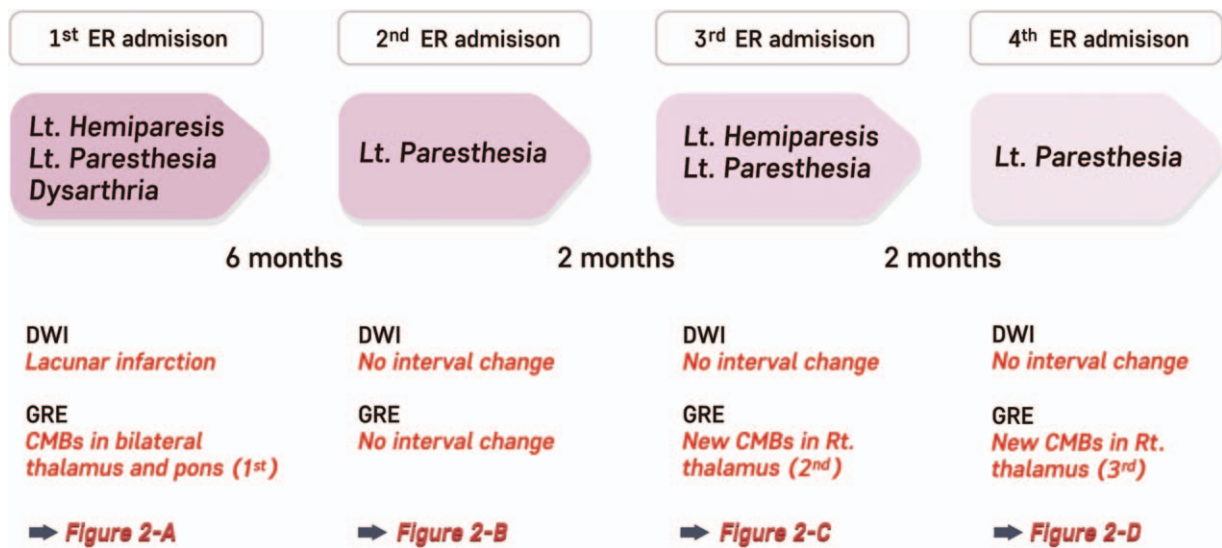 1st ER admisison
2nd ER admisison
3rd ER admisison
4th ER admisison
Lt. Hemiparesis
Lt. Paresthesia
Dysarthria
Lt. Paresthesia
Lt. Hemiparesis
Lt. Paresthesia
Lt. Paresthesia
6 months
2 months
2 months
DWI
Lacunar infarction
GRE
CMBs in bilateral
thalamus and pons (1st)
➡ Figure 2-A
DWI
No interval change
GRE
No interval change
➡ Figure 2-B
DWI
No interval change
GRE
New CMBs in Rt.
thalamus (2nd)
➡ Figure 2-C
DWI
No interval change
GRE
New CMBs in Rt.
thalamus (3rd)
➡ Figure 2-D